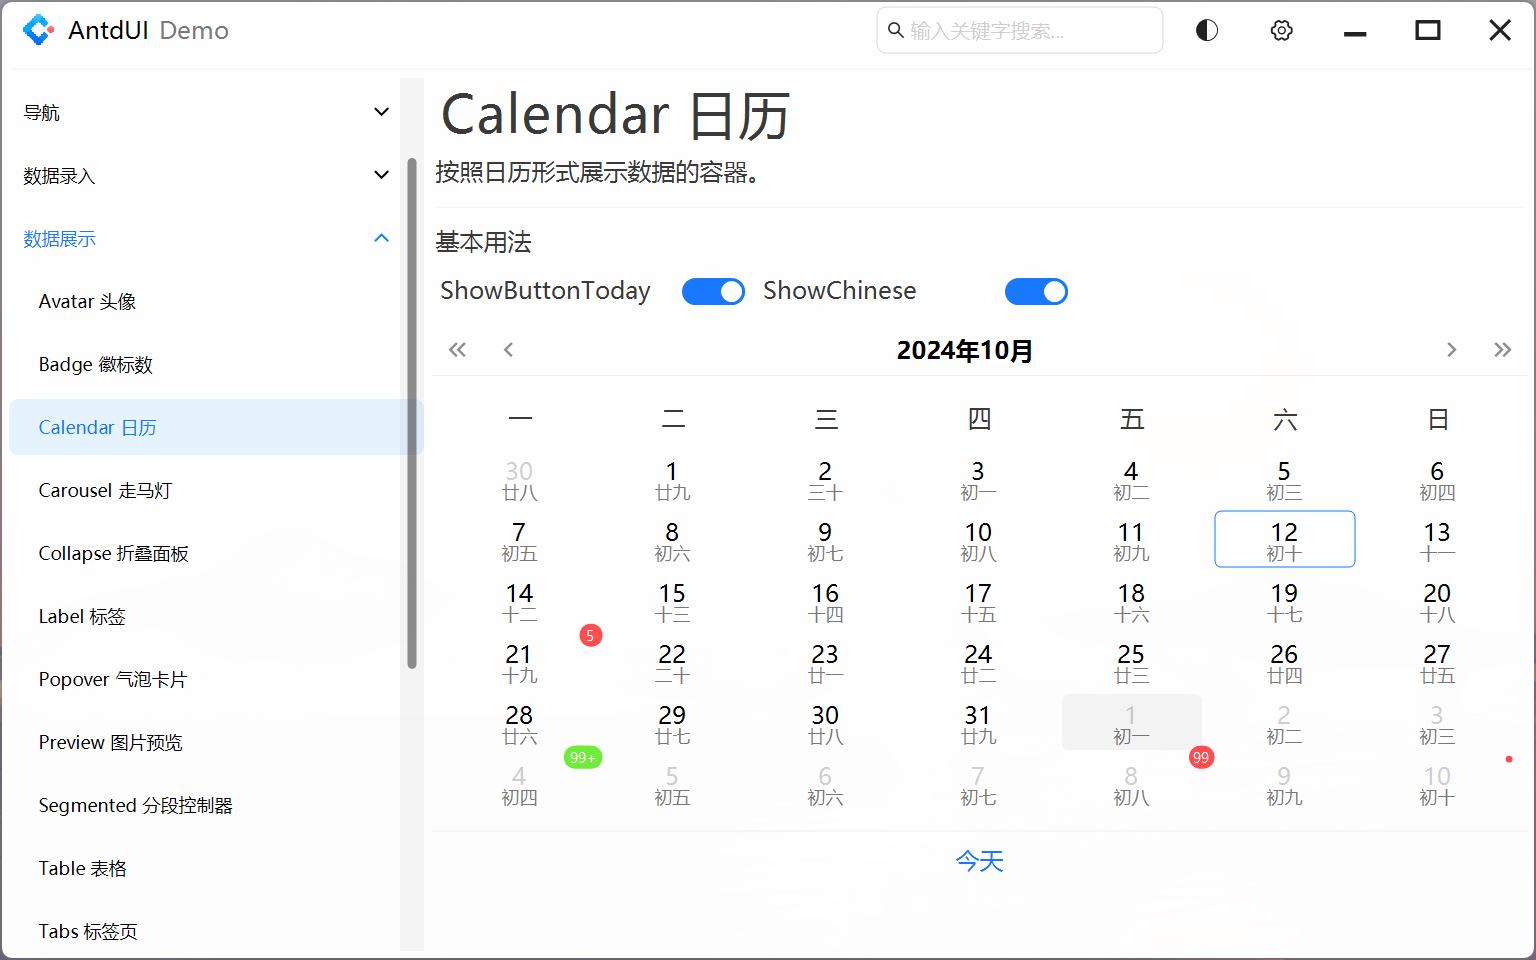 AntdUI Demo
输入关键字搜索...
导航
数据录入
数据展示
Avatar 头像
Badge 徽标数
Calendar 日历
Carousel 走马灯
Collapse 折叠面板
Label 标签
Popover 气泡卡片
Preview 图片预览
Segmented 分段控制器
Table 表格
Tabs 标签页
Calendar 日历
按照日历形式展示数据的容器。
基本用法
ShowButtonToday ShowChinese
2024年10月
一 二 三 四 五 六 日
30 1 2 3 4 5 6
廿八 廿九 三十 初一 初二 初三 初四
7 8 9 10 11 12 13
初五 初六 初七 初八 初九 初十 十一
14 15 16 17 18 19 20
十二 十三 十四 十五 十六 十七 十八
5
21 22 23 24 25 26 27
十九 二十 廿一 廿二 廿三 廿四 廿五
28 29 30 31 1 2 3
廿六 廿七 廿八 廿九 初一 初二 初三
99+ 99
4 5 6 7 8 9 10
初四 初五 初六 初七 初八 初九 初十
今天